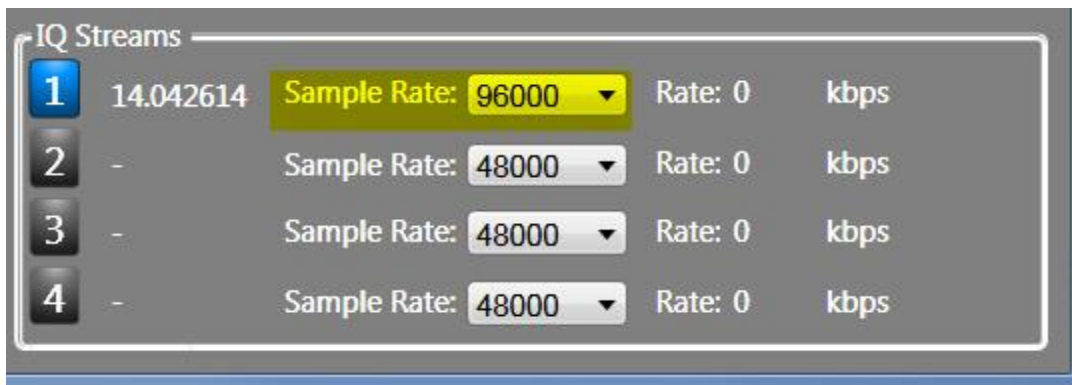 IQ Streams
1 14.042614 Sample Rate: 96000 Rate: 0 kbps
2 - Sample Rate: 48000 Rate: 0 kbps
3 - Sample Rate: 48000 Rate: 0 kbps
4 - Sample Rate: 48000 Rate: 0 kbps